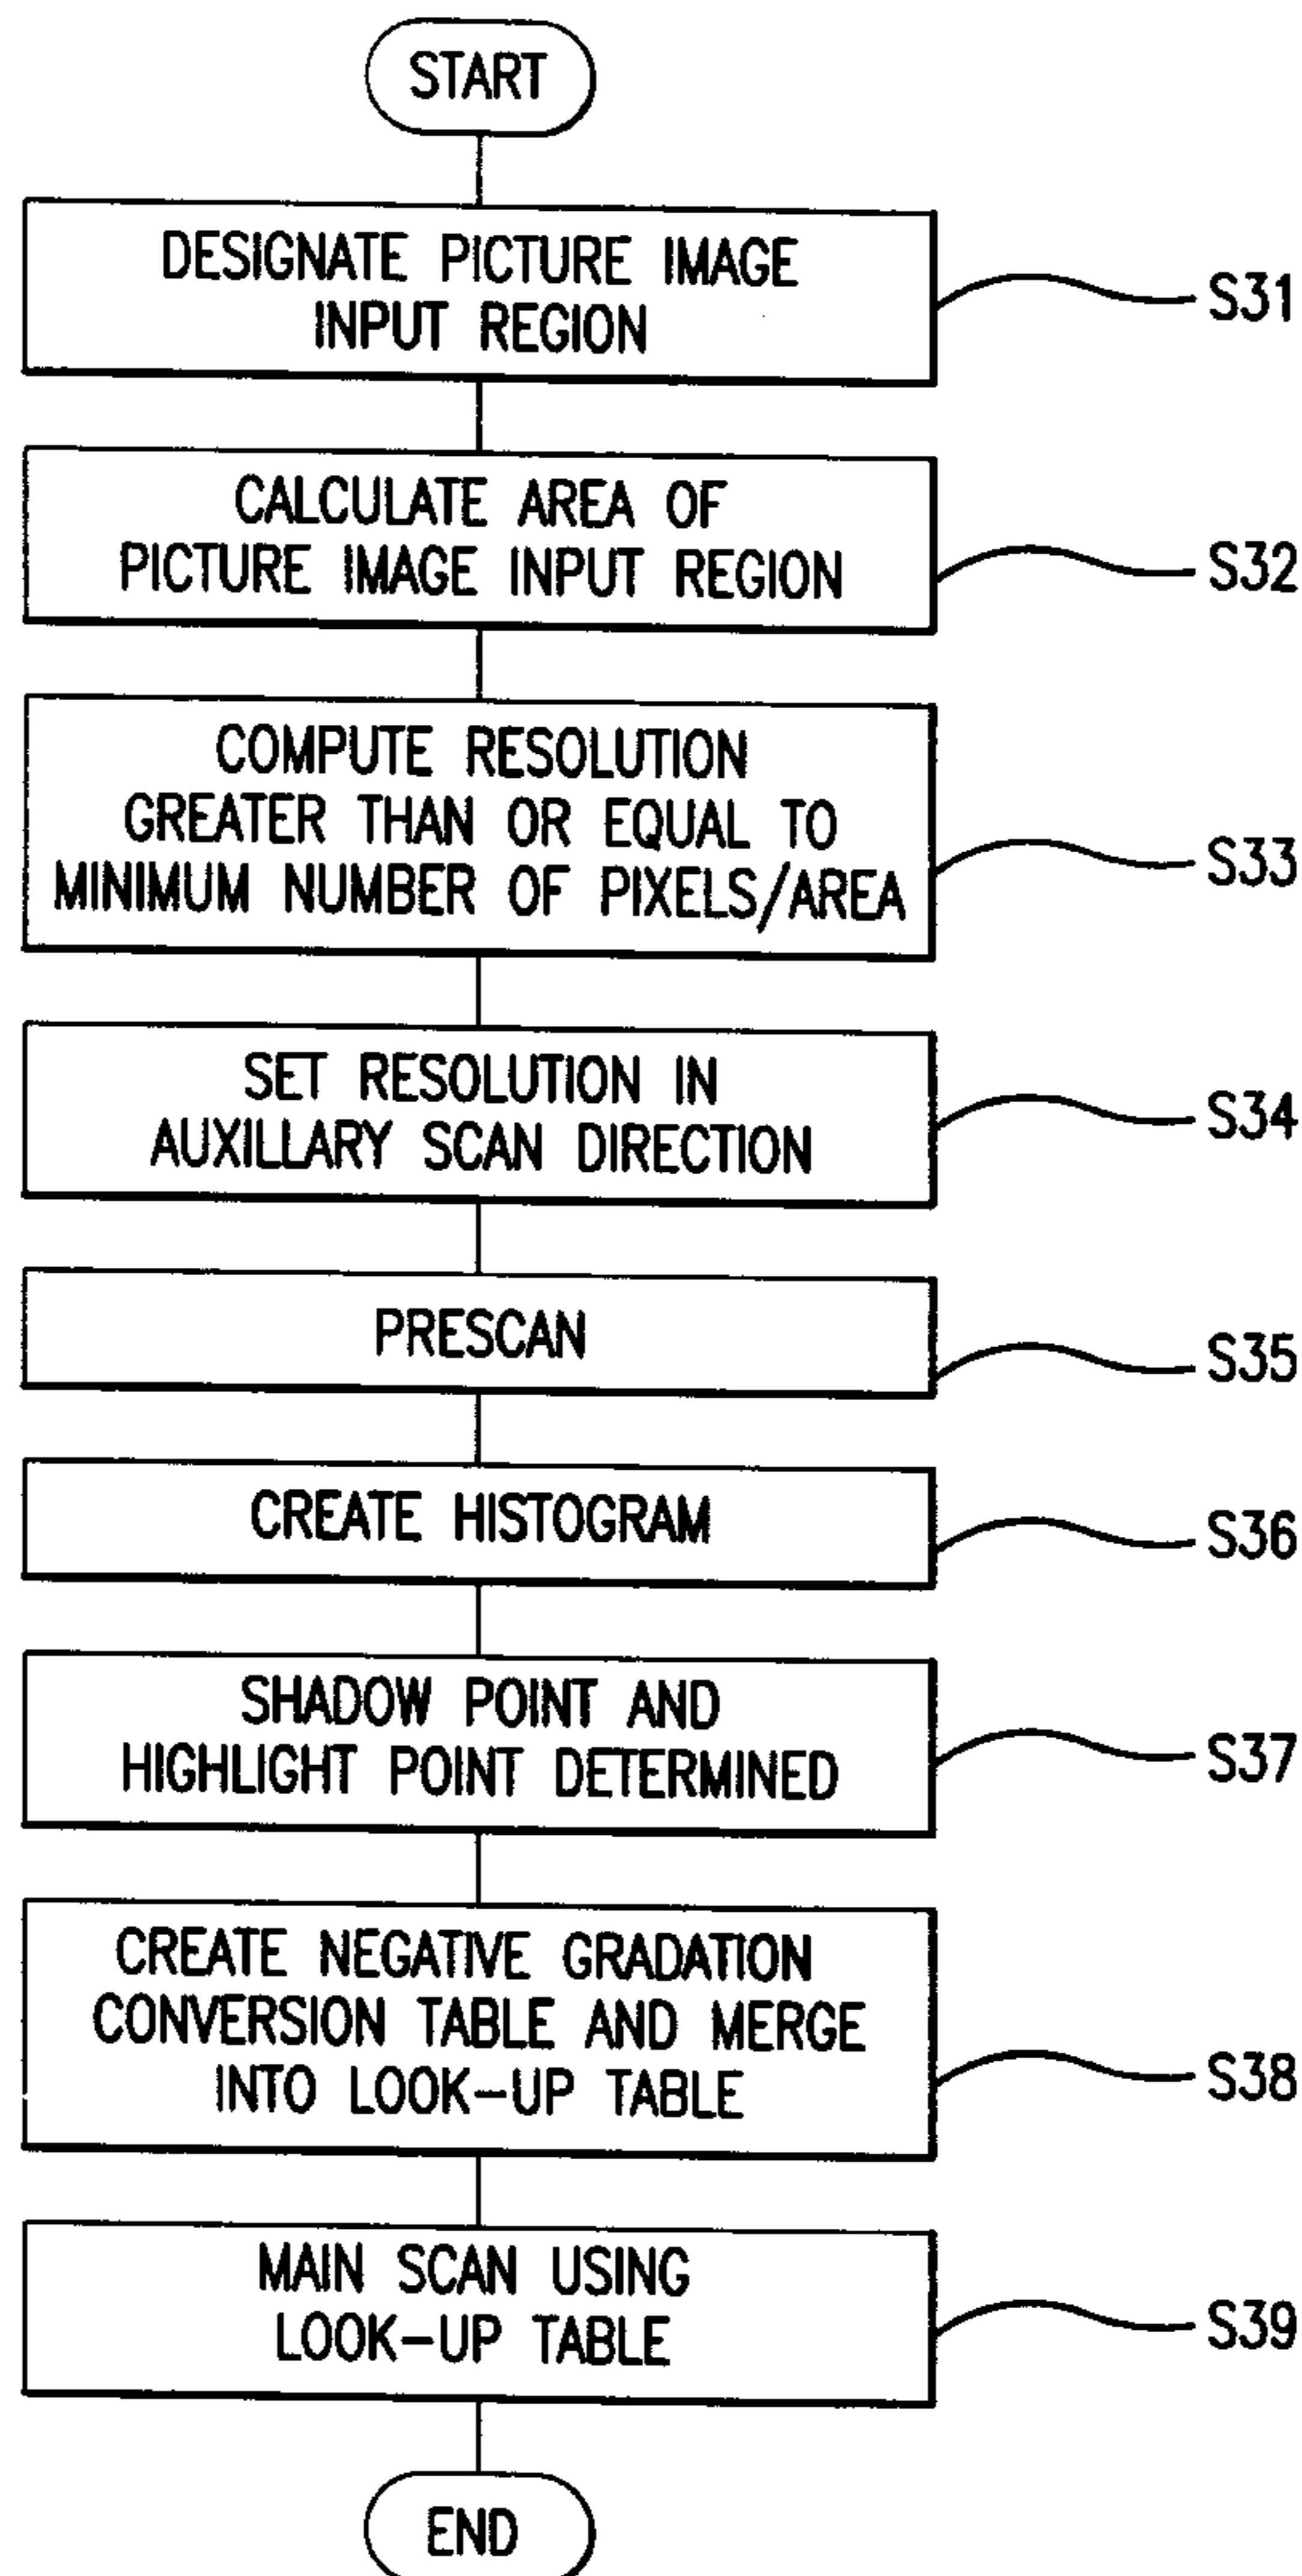 START
DESIGNATE PICTURE IMAGE
INPUT REGION
S31
CALCULATE AREA OF
PICTURE IMAGE INPUT REGION
S32
COMPUTE RESOLUTION
GREATER THAN OR EQUAL TO
MINIMUM NUMBER OF PIXELS/AREA
S33
SET RESOLUTION IN
AUXILLARY SCAN DIRECTION
S34
PRESCAN
S35
CREATE HISTOGRAM
S36
SHADOW POINT AND
HIGHLIGHT POINT DETERMINED
S37
CREATE NEGATIVE GRADATION
CONVERSION TABLE AND MERGE
INTO LOOK-UP TABLE
S38
MAIN SCAN USING
LOOK-UP TABLE
S39
END